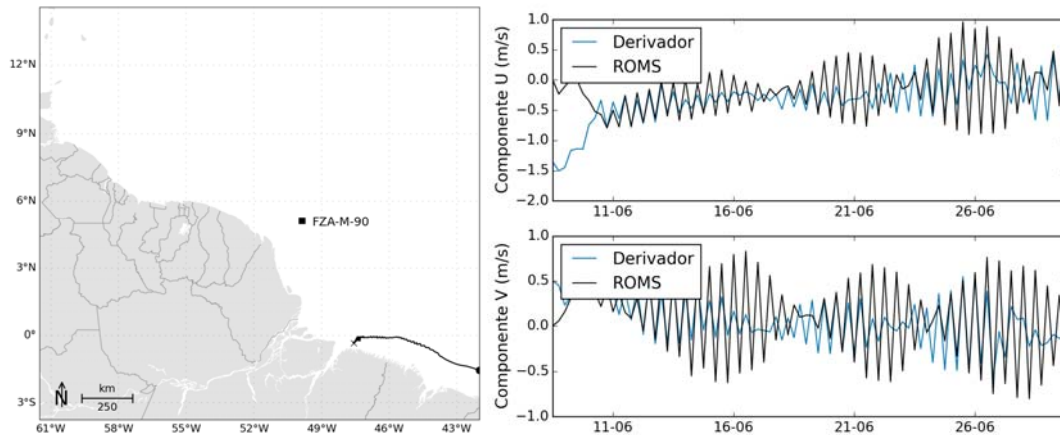 12°N
9°N
6°N
3°N
0°
3°S
FZA-M-90
N
km
250
61°W 58°W 55°W 52°W 49°W 46°W 43°W
Componente U (m/s)
1.0
0.5
0.0
−0.5
−1.0
−1.5
−2.0
Derivador
ROMS
11-06 16-06 21-06 26-06
Componente V (m/s)
1.0
0.5
0.0
−0.5
−1.0
Derivador
ROMS
11-06 16-06 21-06 26-06